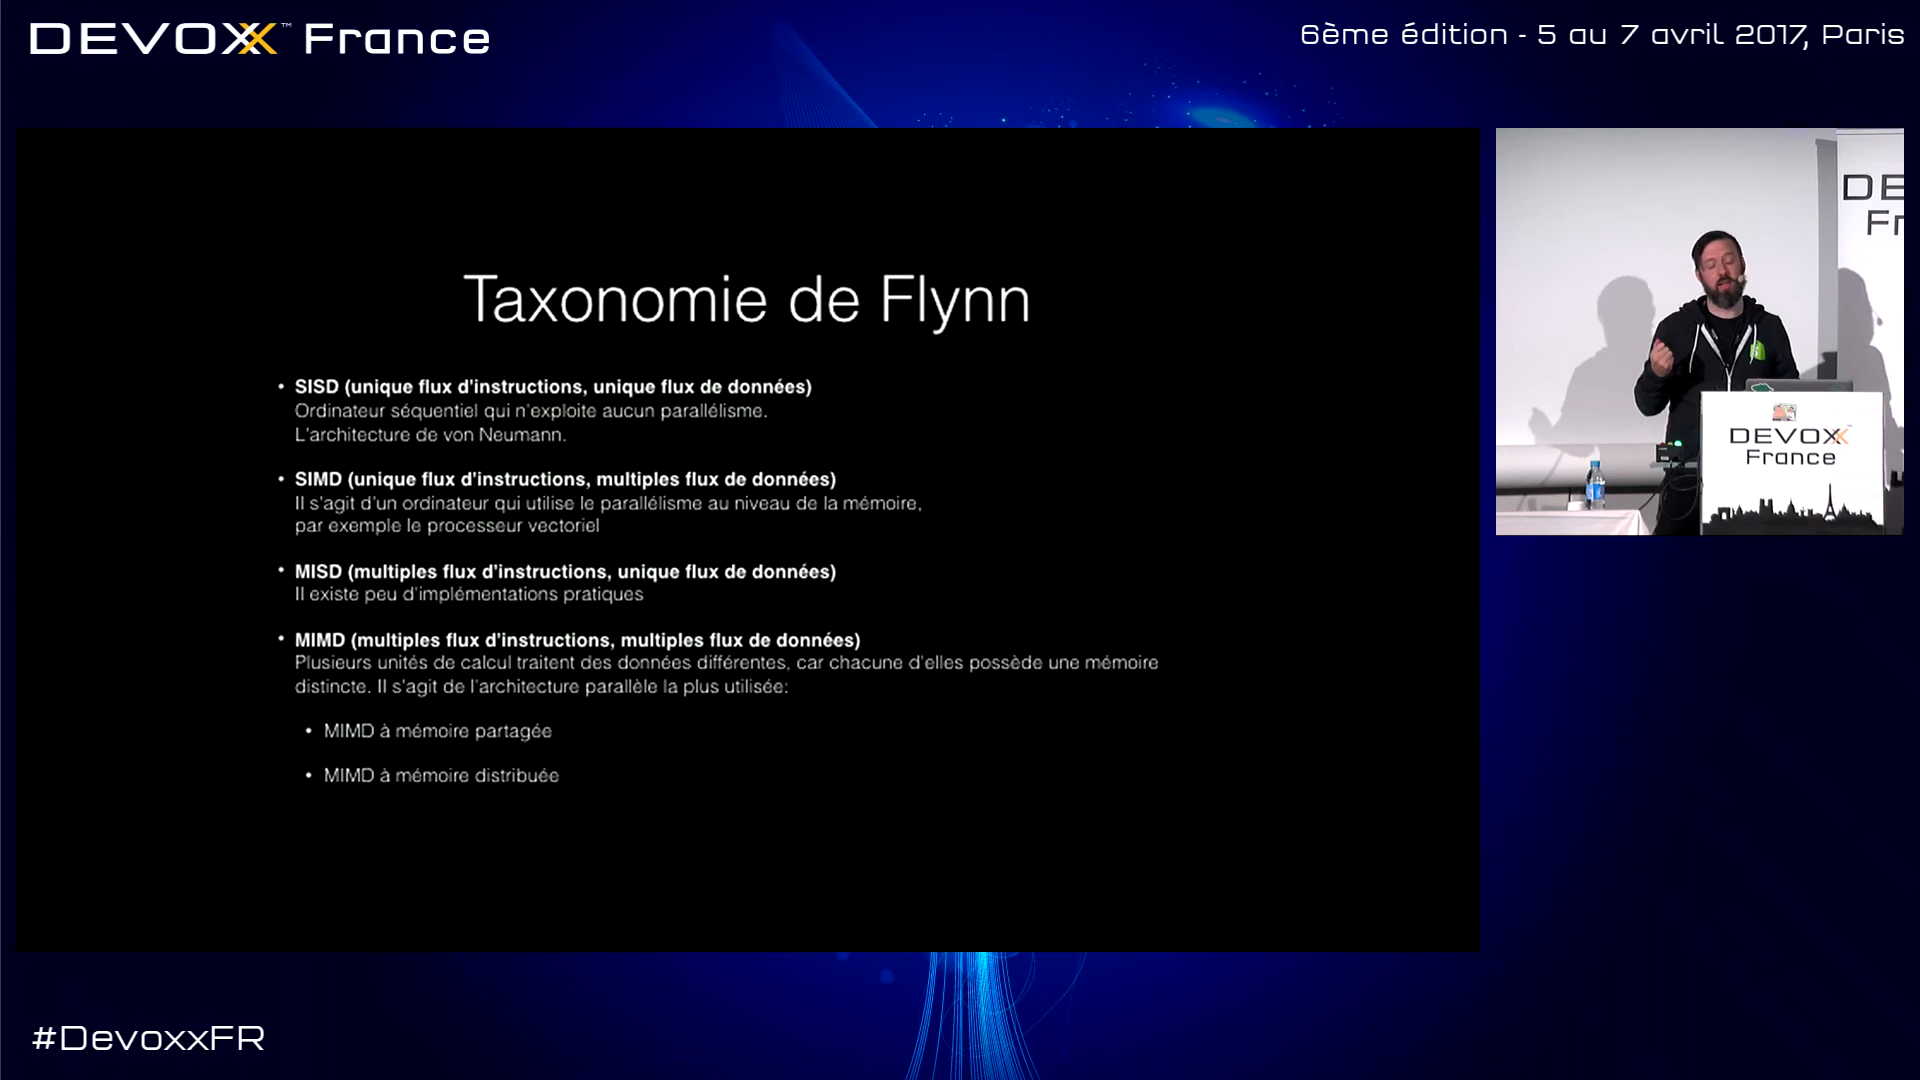 DEVOXX™ France
6ème édition - 5 au 7 avril 2017, Paris
Taxonomie de Flynn
• SISD (unique flux d'instructions, unique flux de données)
Ordinateur séquentiel qui n'exploite aucun parallélisme.
L'architecture de von Neumann.
• SIMD (unique flux d'instructions, multiples flux de données)
Il s'agit d'un ordinateur qui utilise le parallélisme au niveau de la mémoire,
par exemple le processeur vectoriel
• MISD (multiples flux d'instructions, unique flux de données)
Il existe peu d'implémentations pratiques
• MIMD (multiples flux d'instructions, multiples flux de données)
Plusieurs unités de calcul traitent des données différentes, car chacune d'elles possède une mémoire
distincte. Il s'agit de l'architecture parallèle la plus utilisée:
• MIMD à mémoire partagée
• MIMD à mémoire distribuée
DE
Fr
DEVOXX™
France
#DevoxxFR